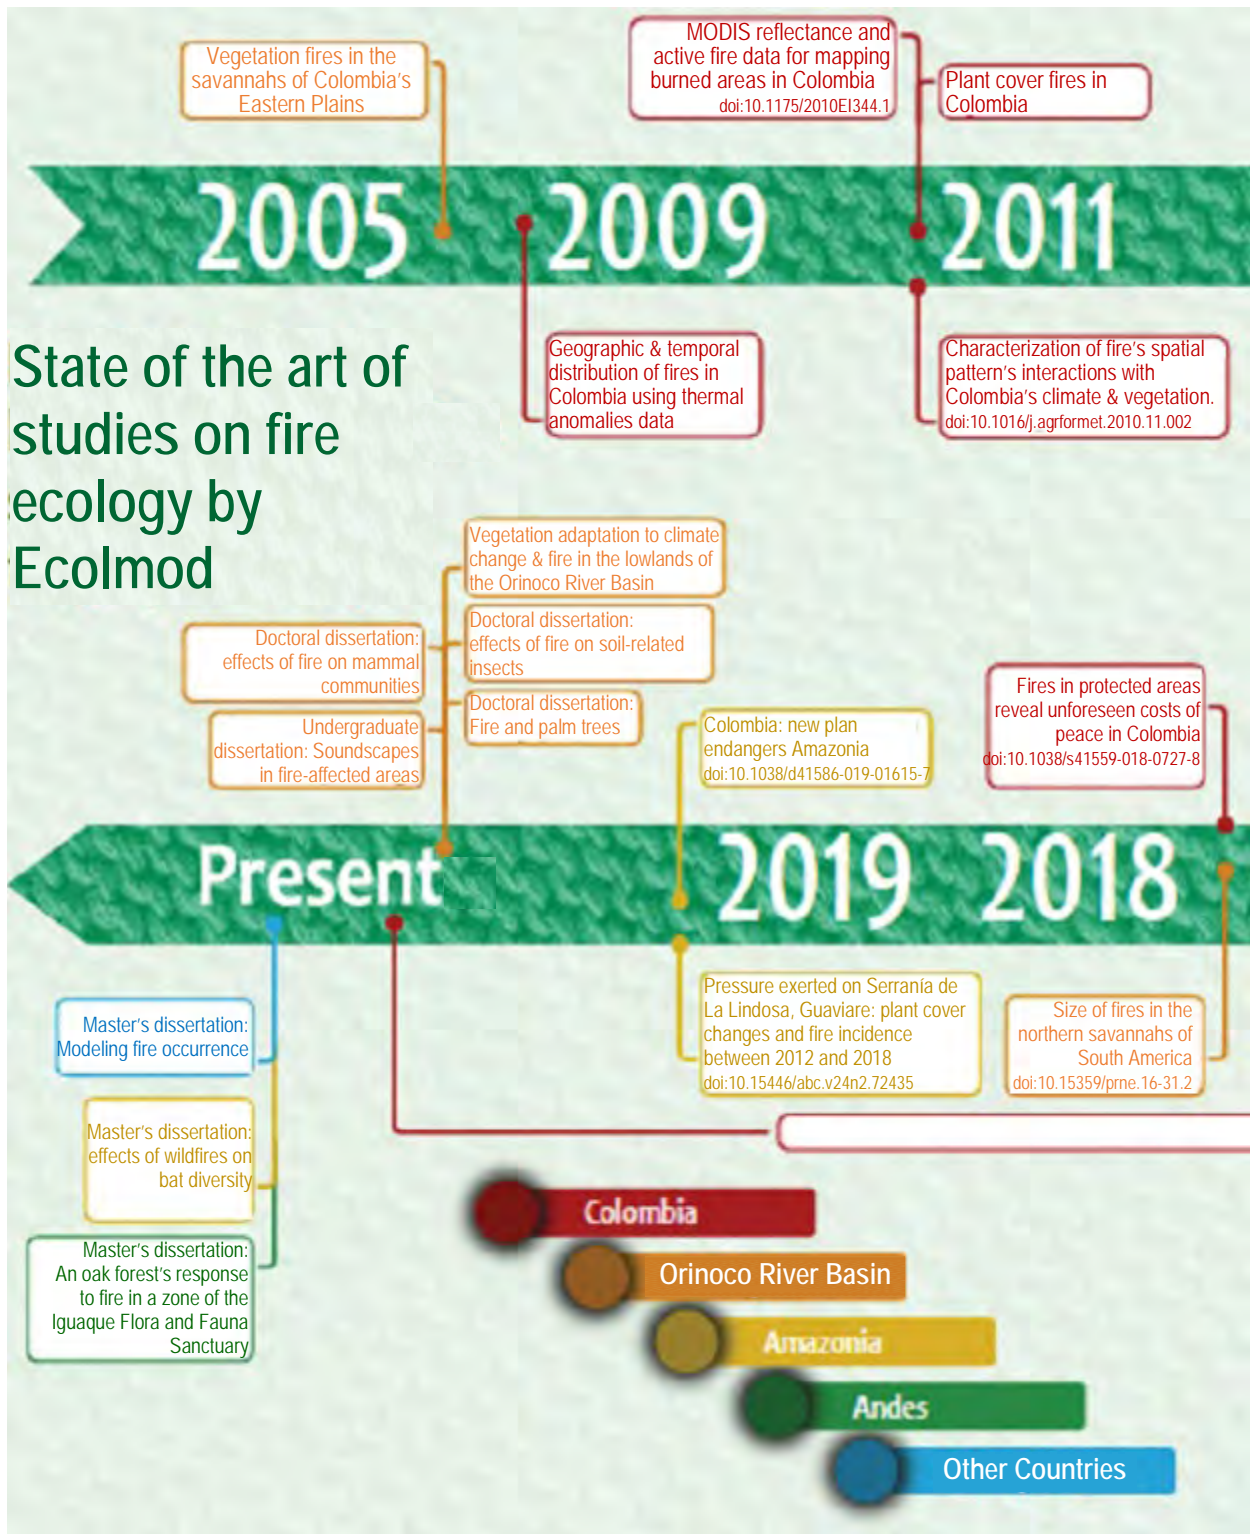 Vegetation fires in the
savannahs of Colombia's
Eastern Plains
MODIS reflectance and
active fire data for mapping
burned areas in Colombia
doi:10.1175/2010EI344.1
Plant cover fires in
Colombia
2005
2009
2011
Geographic & temporal
distribution of fires in
Colombia using thermal
anomalies data
Characterization of fire's spatial
pattern's interactions with
Colombia's climate & vegetation.
doi:10.1016/j.agrformet.2010.11.002
State of the art of
studies on fire
ecology by
Ecolmod
Vegetation adaptation to climate
change & fire in the lowlands of
the Orinoco River Basin
Doctoral dissertation:
effects of fire on mammal
communities
Doctoral dissertation:
effects of fire on soil-related
insects
Undergraduate
dissertation: Soundscapes
in fire-affected areas
Doctoral dissertation:
Fire and palm trees
Colombia: new plan
endangers Amazonia
doi:10.1038/d41586-019-01615-7
Fires in protected areas
reveal unforeseen costs of
peace in Colombia
doi:10.1038/s41559-018-0727-8
Present
2019
2018
Master's dissertation:
Modeling fire occurrence
Master's dissertation:
effects of wildfires on
bat diversity
Master's dissertation:
An oak forest's response
to fire in a zone of the
Iguaque Flora and Fauna
Sanctuary
Pressure exerted on Serranía de
La Lindosa, Guaviare: plant cover
changes and fire incidence
between 2012 and 2018
doi:10.15446/abc.v24n2.72435
Size of fires in the
northern savannahs of
South America
doi:10.15359/prne.16-31.2
Colombia
Orinoco River Basin
Amazonia
Andes
Other Countries